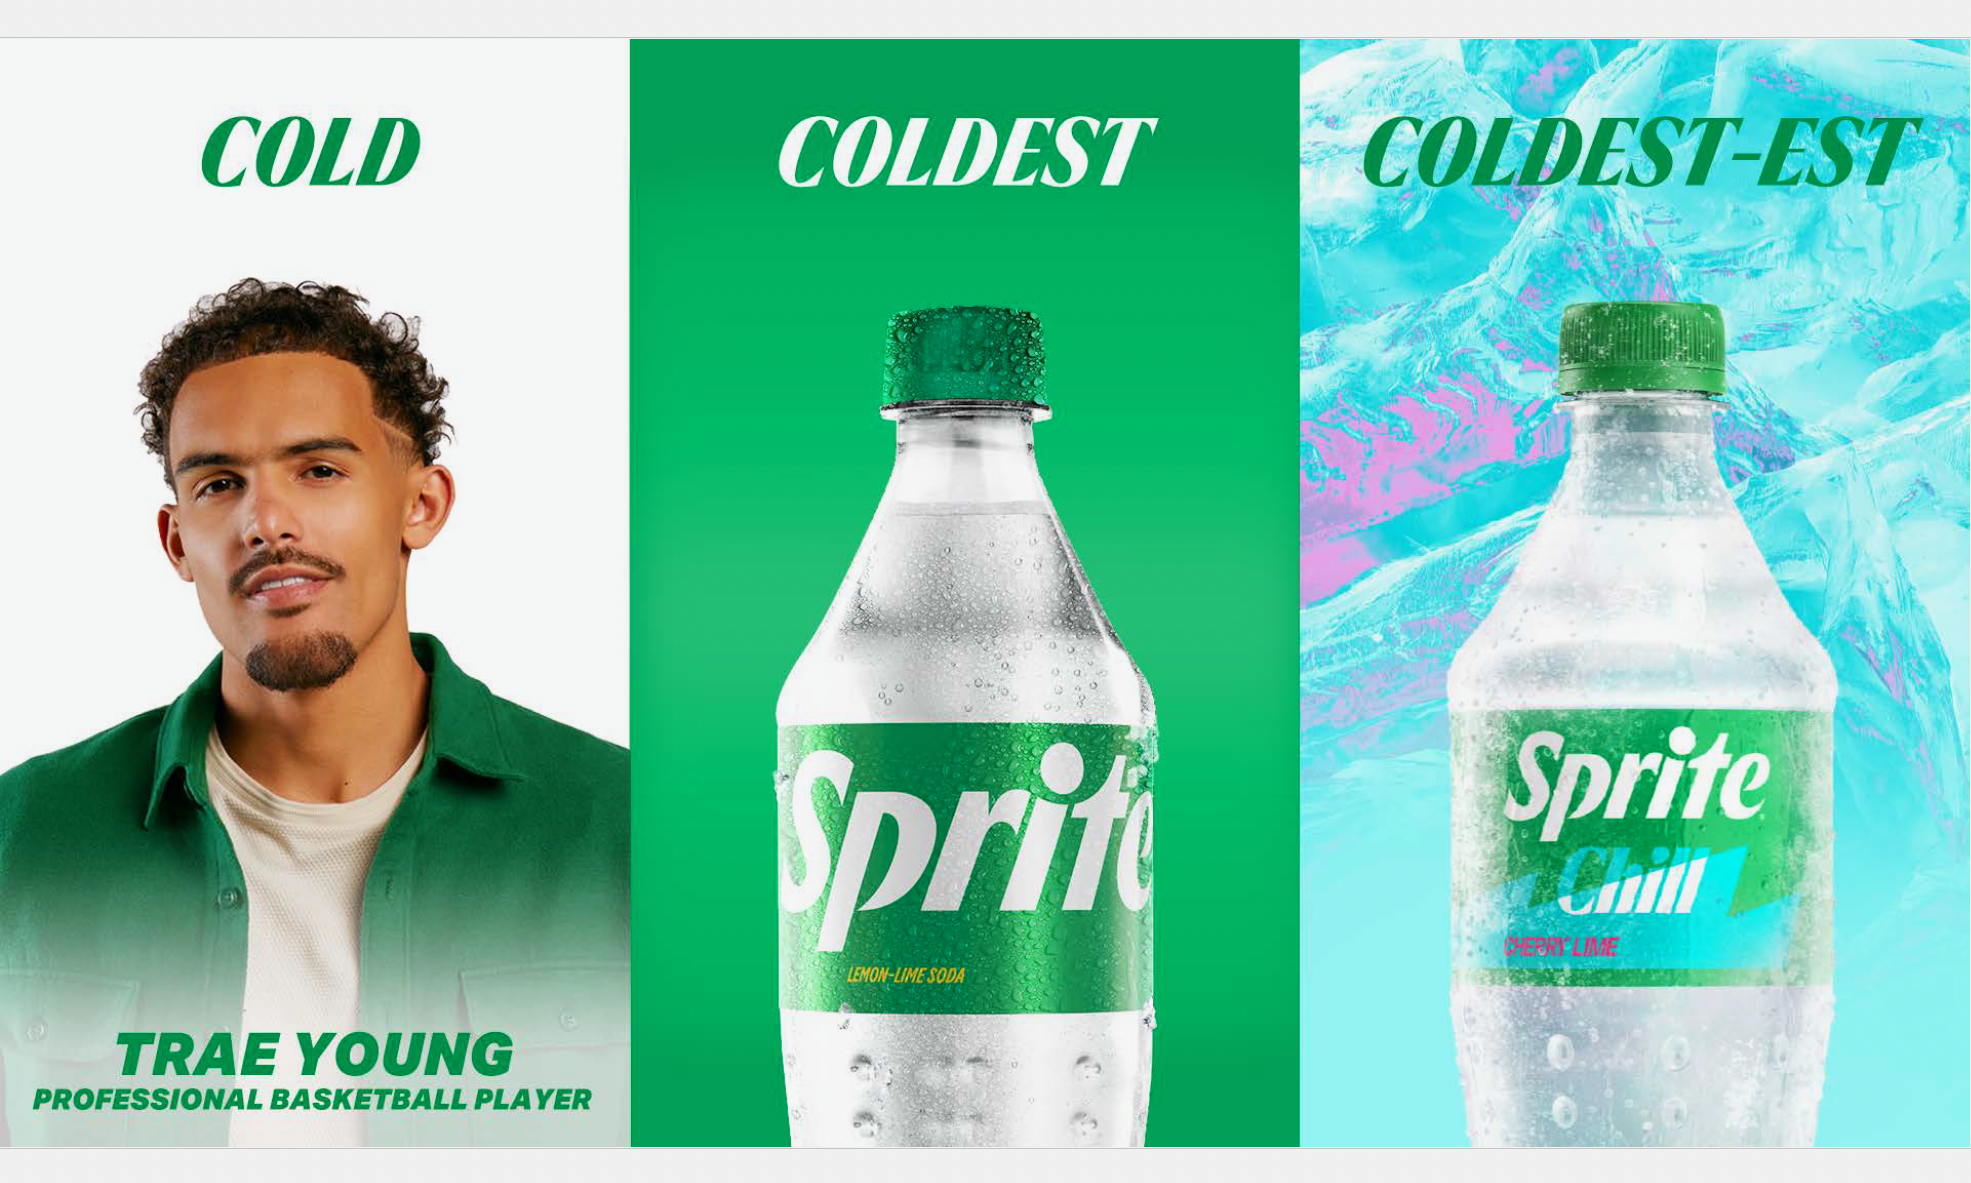 COLD
TRAE YOUNG
PROFESSIONAL BASKETBALL PLAYER
COLDEST
Sprite
LEMON-LIME SODA
COLDEST-EST
Sprite
Chill
CHERRY LIME